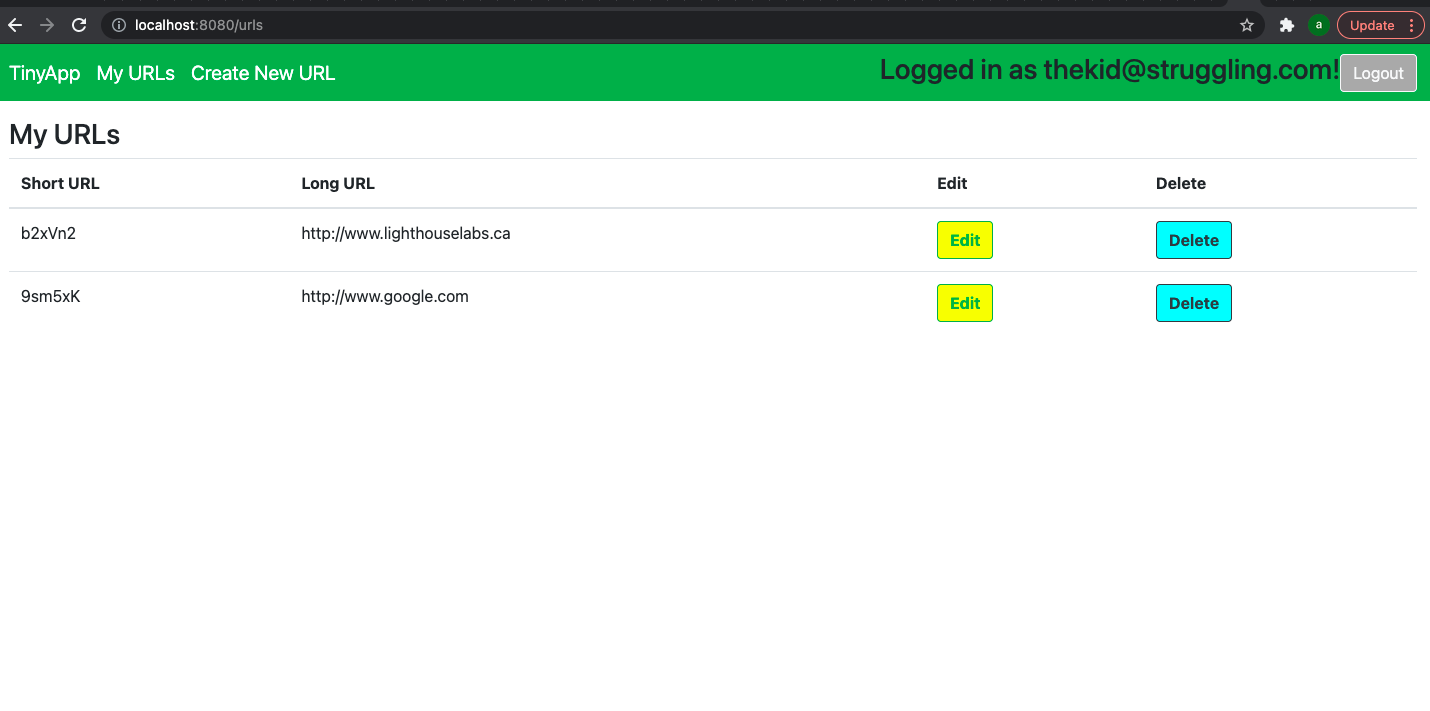 localhost:8080/urls
a
Update
TinyApp My URLs Create New URL Logged in as thekid@struggling.com! Logout
My URLs
Short URL Long URL Edit Delete
b2xVn2 http://www.lighthouselabs.ca Edit Delete
9sm5xK http://www.google.com Edit Delete